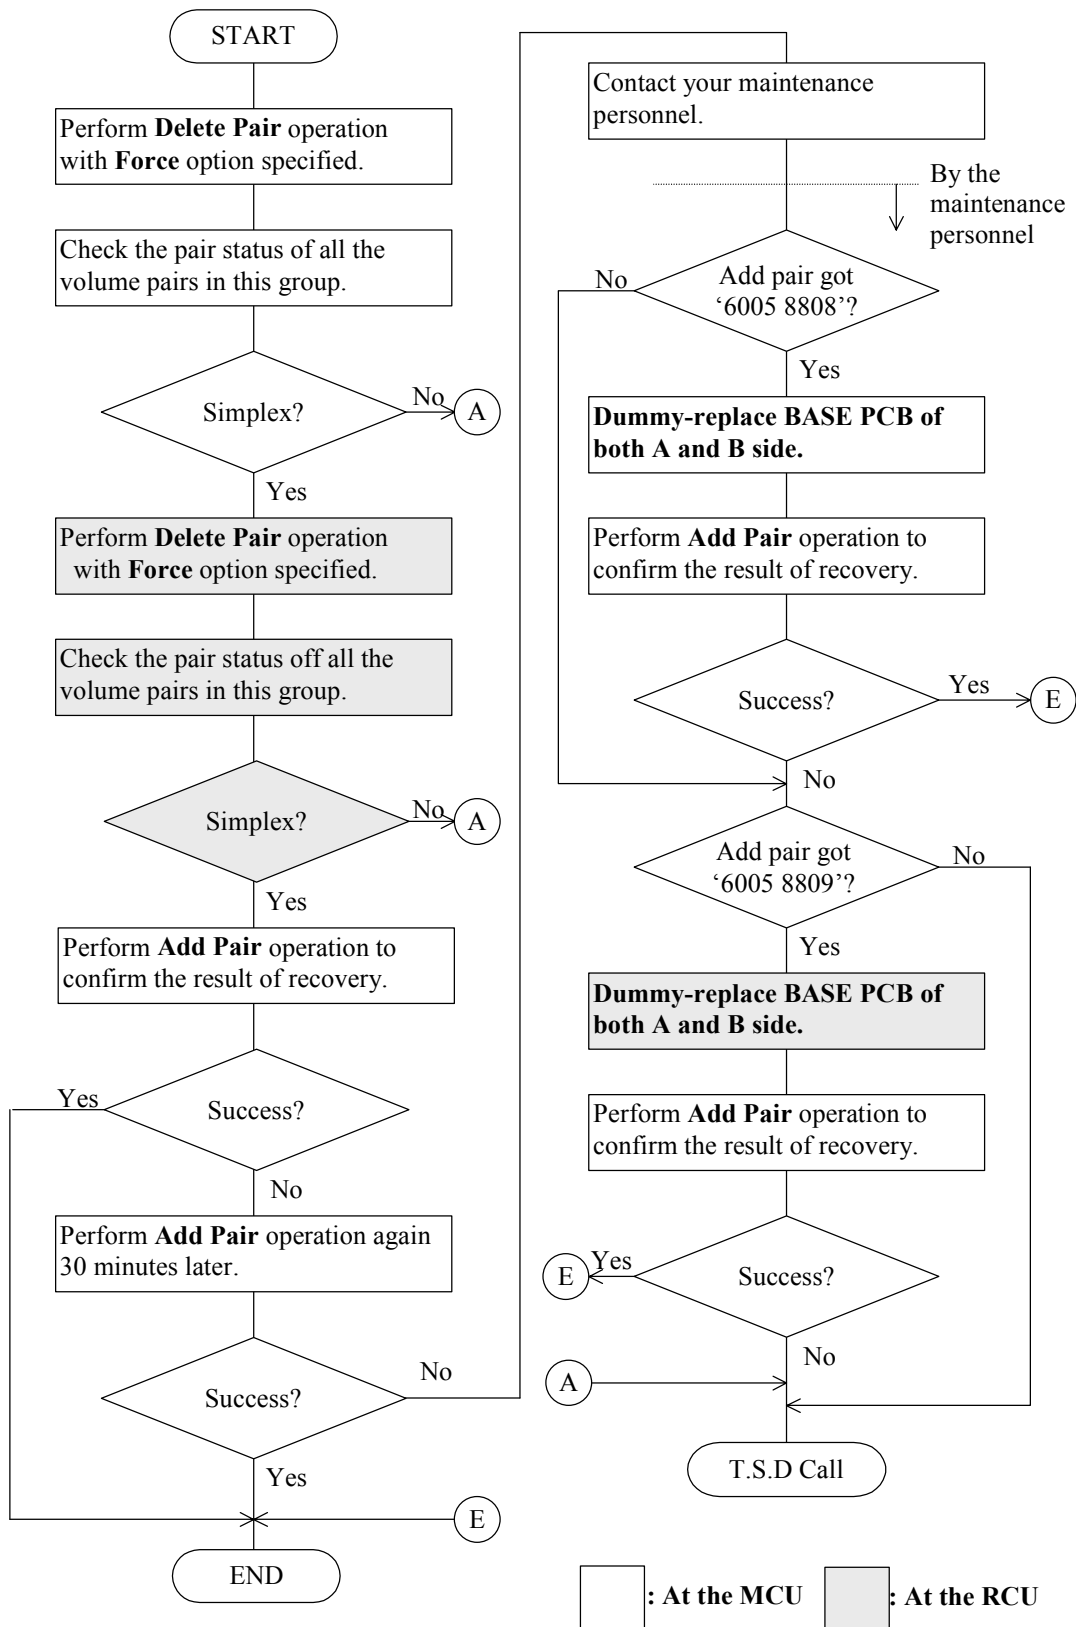 START
Perform Delete Pair operation
with Force option specified.
Check the pair status of all the
volume pairs in this group.
Simplex?
No
A
Yes
Perform Delete Pair operation
with Force option specified.
Check the pair status off all the
volume pairs in this group.
Simplex?
No
A
Yes
Perform Add Pair operation to
confirm the result of recovery.
Success?
Yes
No
Perform Add Pair operation again
30 minutes later.
Success?
No
Yes
E
END
Contact your maintenance
personnel.
By the
maintenance
personnel
Add pair got
‘6005 8808’?
No
Yes
Dummy-replace BASE PCB of
both A and B side.
Perform Add Pair operation to
confirm the result of recovery.
Success?
Yes
E
No
Add pair got
‘6005 8809’?
No
Yes
Dummy-replace BASE PCB of
both A and B side.
Perform Add Pair operation to
confirm the result of recovery.
Success?
Yes
E
No
A
T.S.D Call
: At the MCU
: At the RCU